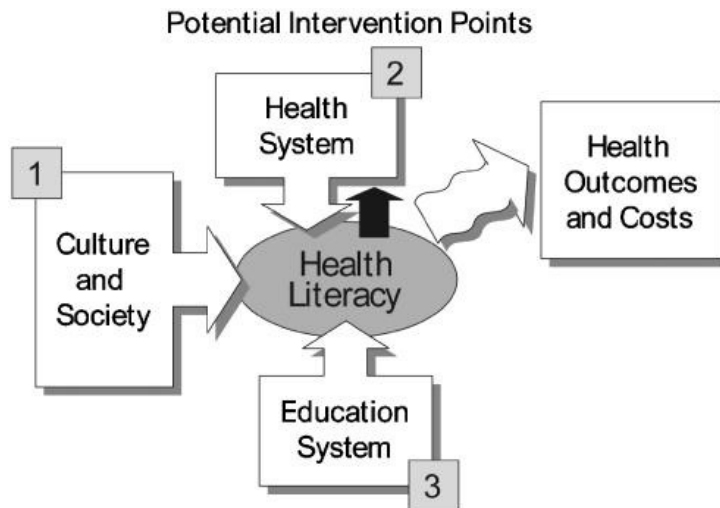 Potential Intervention Points
2
Health
System
1
Culture
and
Society
Health
Literacy
Health
Outcomes
and Costs
Education
System
3